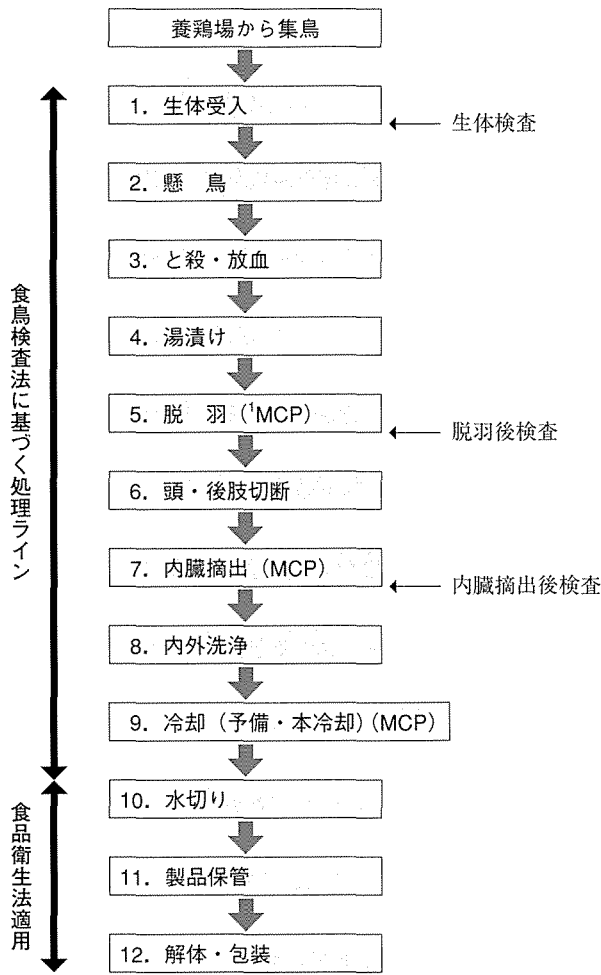 養鶏場から集鳥
1. 生体受入
生体検査
2. 懸 鳥
3. と殺・放血
4. 湯漬け
5. 脱 羽（¹MCP）
脱羽後検査
6. 頭・後肢切断
7. 内臓摘出（MCP）
内臓摘出後検査
8. 内外洗浄
9. 冷却（予備・本冷却）（MCP）
10. 水切り
11. 製品保管
12. 解体・包装
食鳥検査法に基づく処理ライン
食品衛生法適用